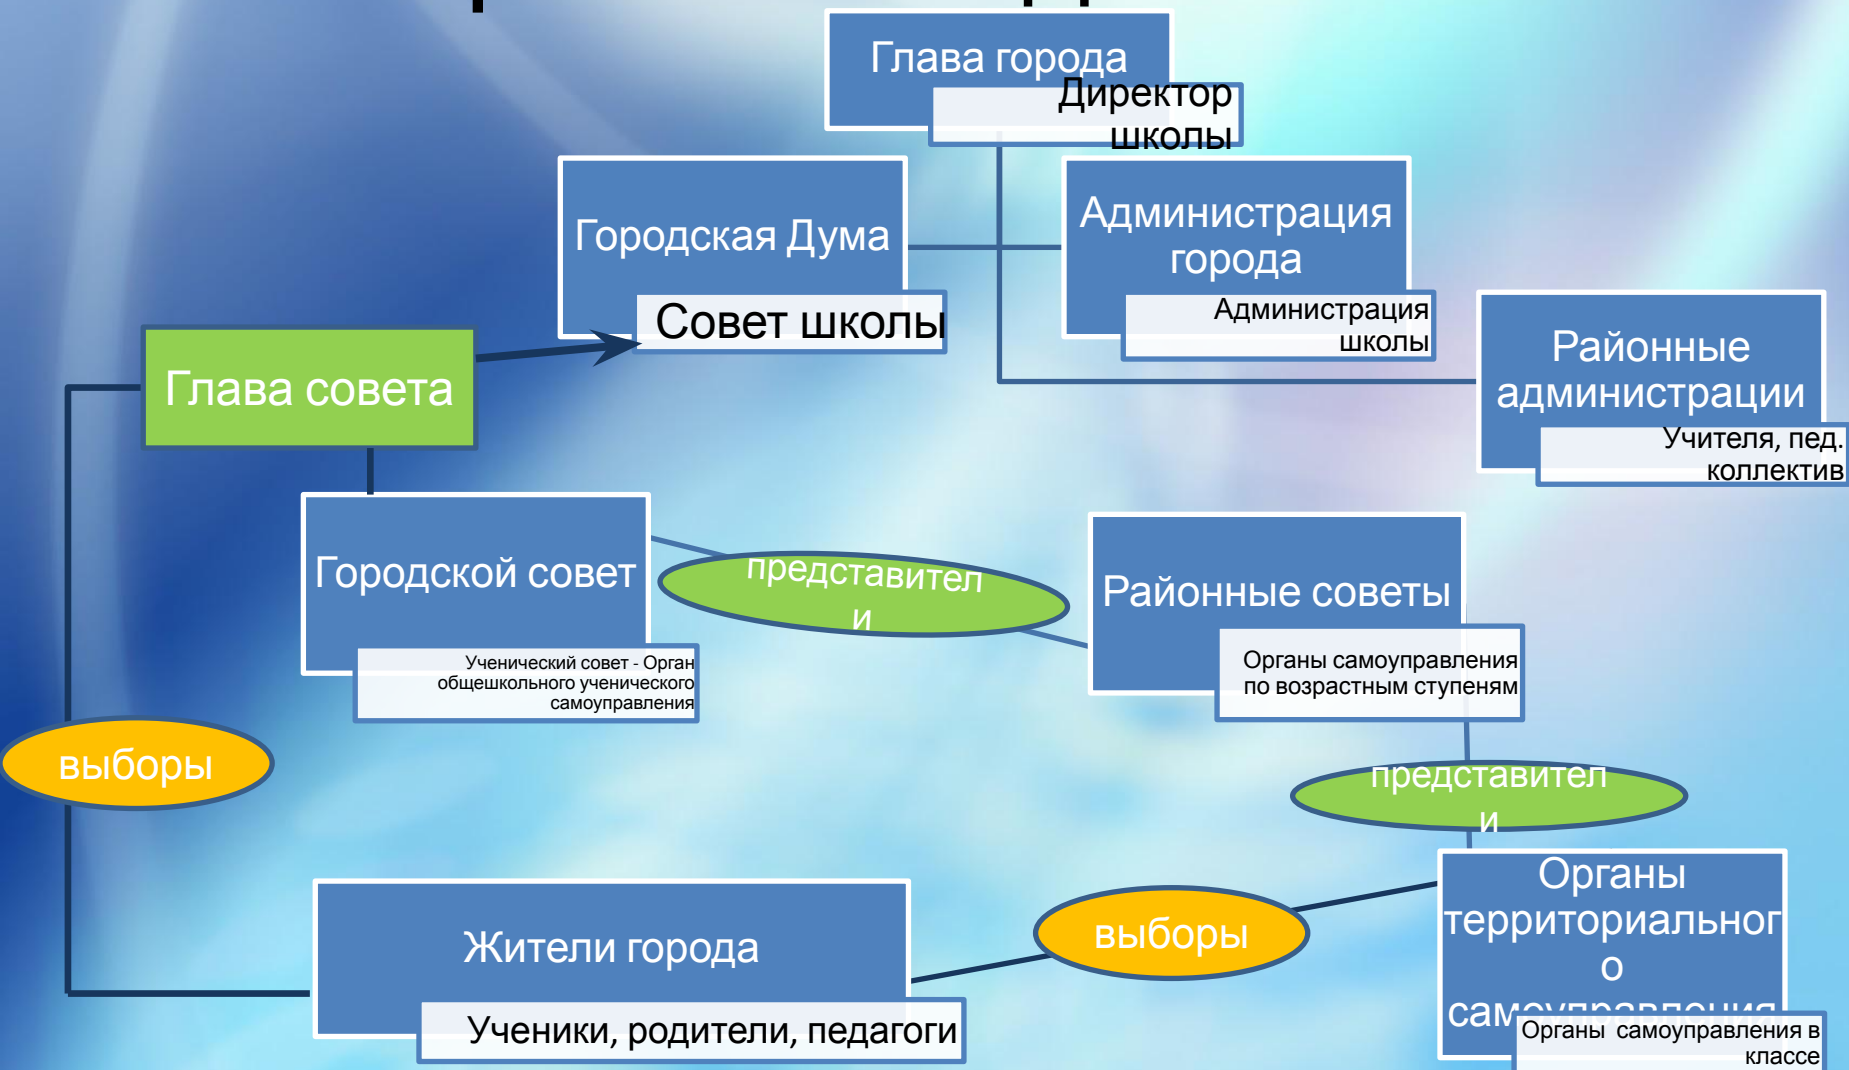 Глава города
Директор
школы
Городская Дума
Совет школы
Администрация
города
Администрация
школы
Районные
администрации
Учителя, пед.
коллектив
Глава совета
Городской совет
Ученический совет - Орган
общешкольного ученического
самоуправления
представител
и
Районные советы
Органы самоуправления
по возрастным ступеням
выборы
представител
и
Жители города
Ученики, родители, педагоги
выборы
Органы
территориальног
о
самоуправления
Органы самоуправления в
классе